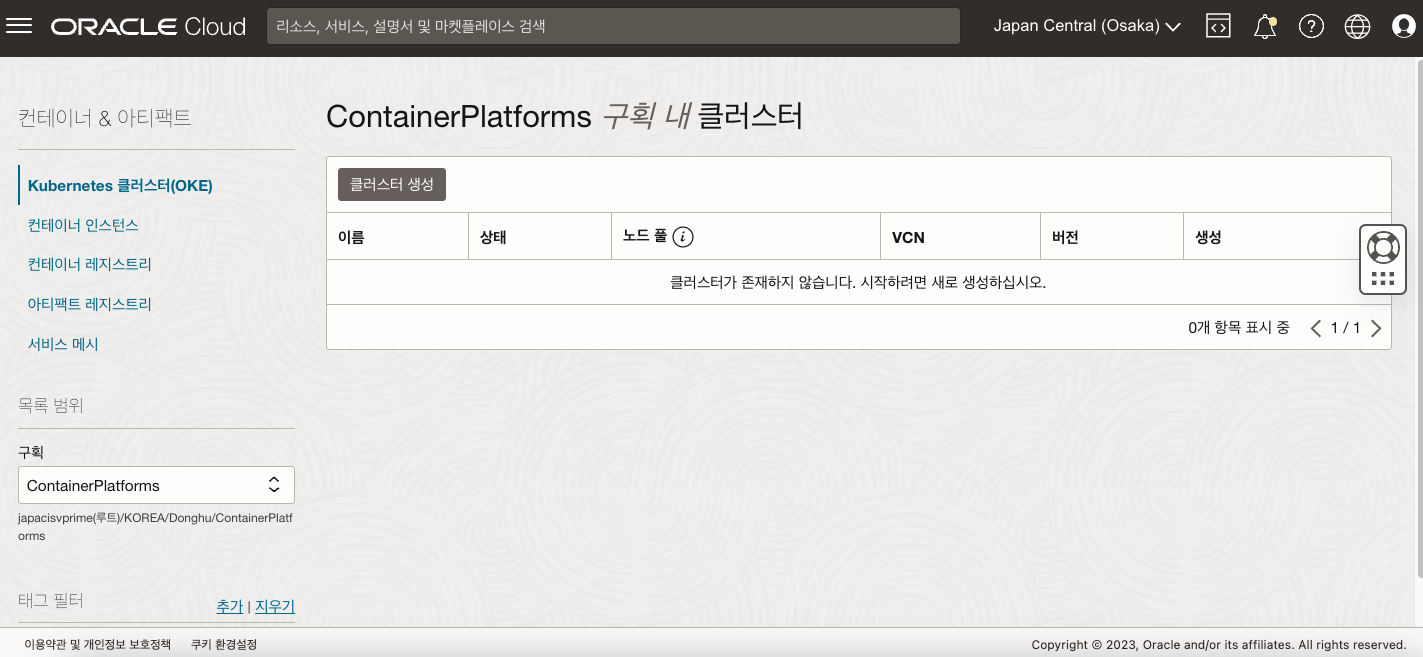 ORACLE Cloud
리소스, 서비스, 설명서 및 마켓플레이스 검색
Japan Central (Osaka)
컨테이너 & 아티팩트
Kubernetes 클러스터(OKE)
컨테이너 인스턴스
컨테이너 레지스트리
아티팩트 레지스트리
서비스 메시
목록 범위
구획
ContainerPlatforms
japacisvprime(루트)/KOREA/Donghu/ContainerPlatf
orms
태그 필터
추가 | 지우기
ContainerPlatforms 구획 내 클러스터
클러스터 생성
이름 상태 노드 풀 i VCN 버전 생성
클러스터가 존재하지 않습니다. 시작하려면 새로 생성하십시오.
0개 항목 표시 중 1 / 1
이용약관 및 개인정보 보호정책 쿠키 환경설정
Copyright © 2023, Oracle and/or its affiliates. All rights reserved.